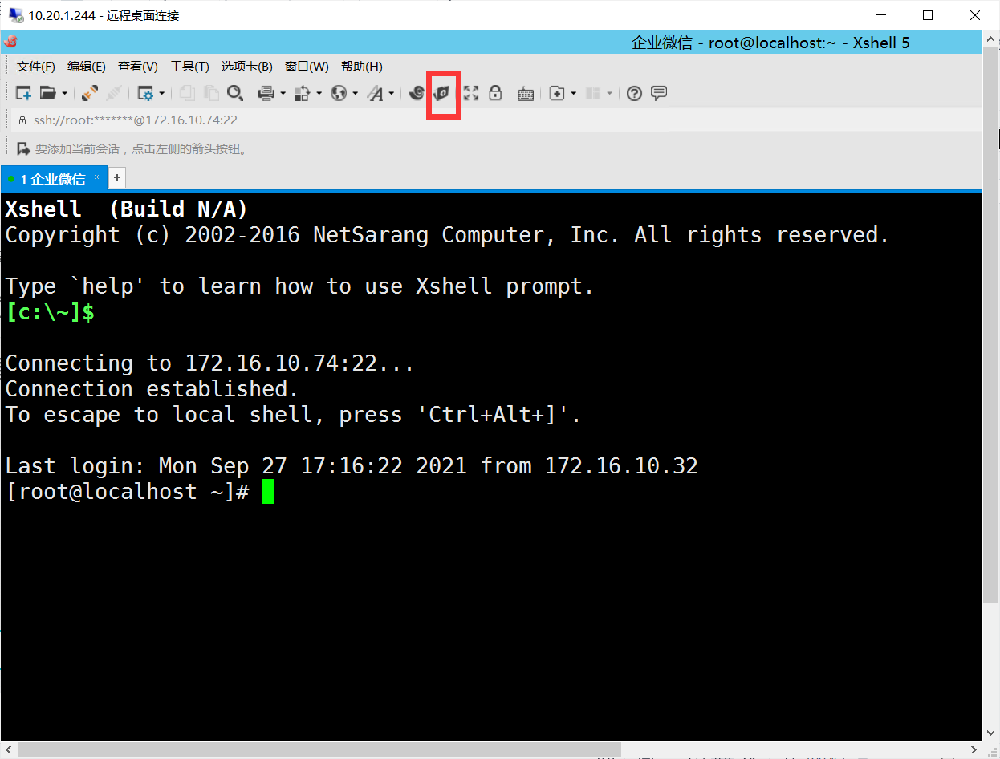 10.20.1.244 - 远程桌面连接
企业微信 - root@localhost:~ - Xshell 5
文件(F) 编辑(E) 查看(V) 工具(T) 选项卡(B) 窗口(W) 帮助(H)
ssh://root:*******@172.16.10.74:22
要添加当前会话，点击左侧的箭头按钮。
1 企业微信 × +
Xshell  (Build N/A)
Copyright (c) 2002-2016 NetSarang Computer, Inc. All rights reserved.
Type `help' to learn how to use Xshell prompt.
[c:\~]$
Connecting to 172.16.10.74:22...
Connection established.
To escape to local shell, press 'Ctrl+Alt+]'.
Last login: Mon Sep 27 17:16:22 2021 from 172.16.10.32
[root@localhost ~]#